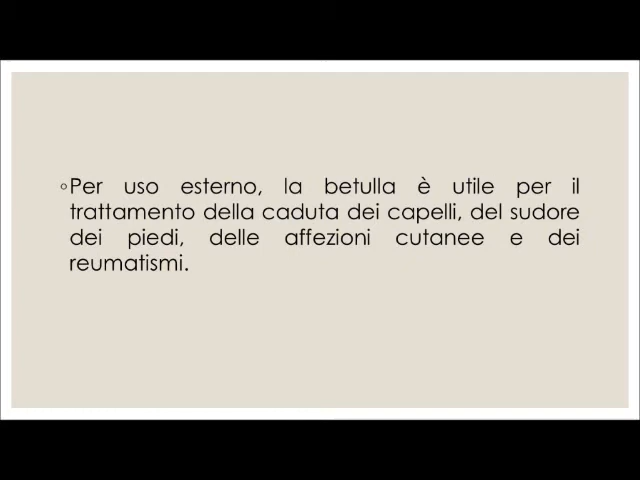 ◦Per uso esterno, la betulla è utile per il
trattamento della caduta dei capelli, del sudore
dei piedi, delle affezioni cutanee e dei
reumatismi.